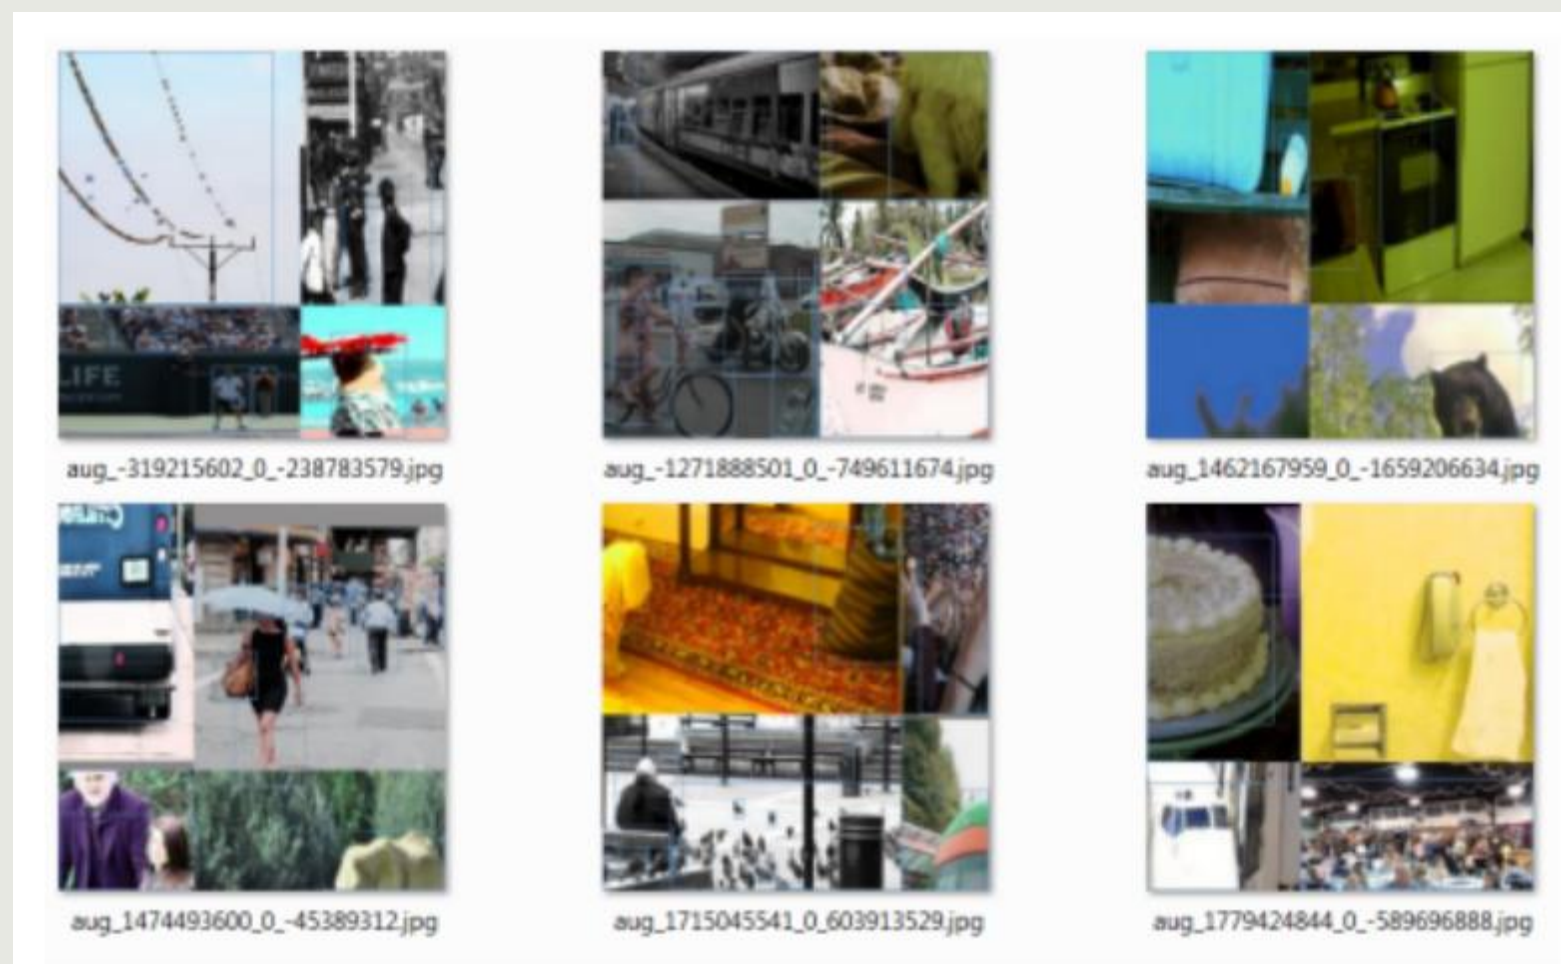 LIFE
aug_-319215602_0_-238783579.jpg
aug_-1271888501_0_-749611674.jpg
aug_1462167959_0_-1659206634.jpg
aug_1474493600_0_-45389312.jpg
aug_1715045541_0_603913529.jpg
aug_1779424844_0_-589696888.jpg